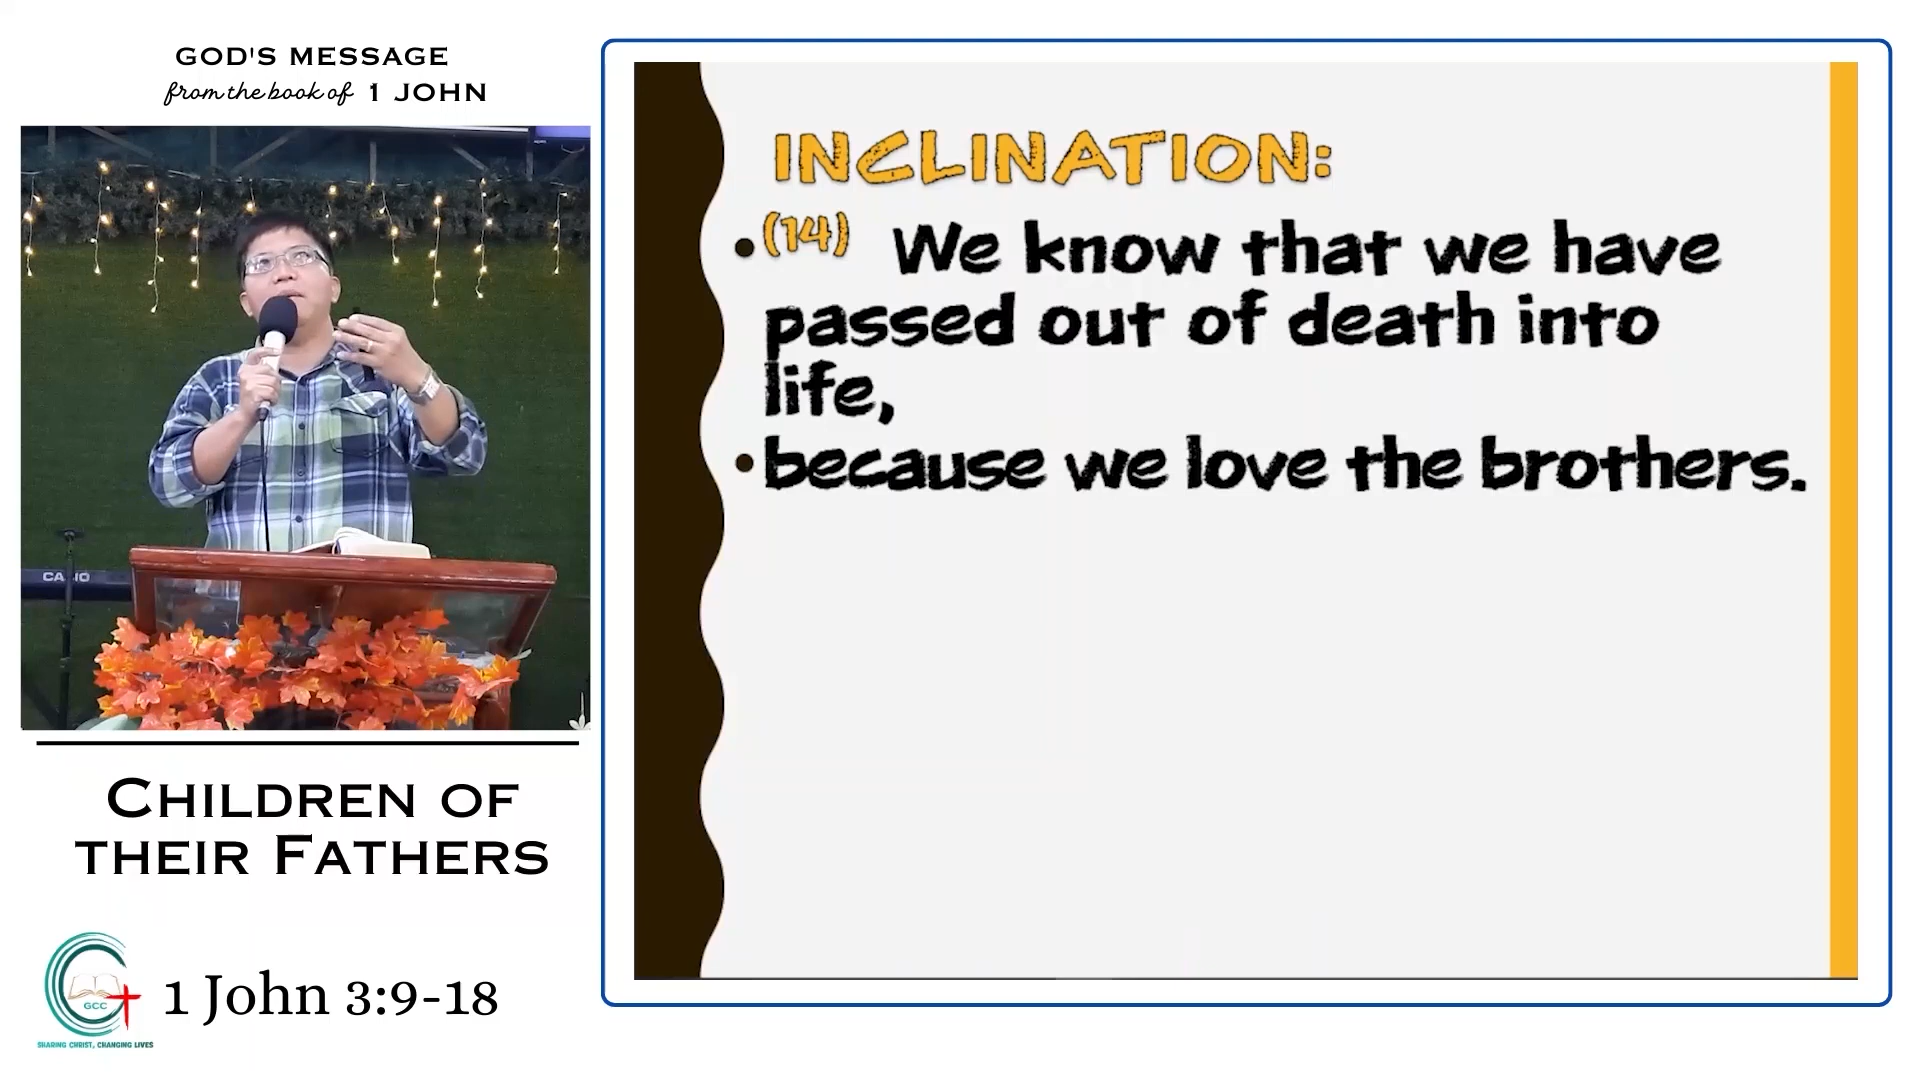 GOD'S MESSAGE
from the book of 1 JOHN
CASIO
CHILDREN OF
THEIR FATHERS
GCC
SHARING CHRIST, CHANGING LIVES
1 John 3:9-18
INCLINATION:
• (14) We know that we have
passed out of death into
life,
• because we love the brothers.